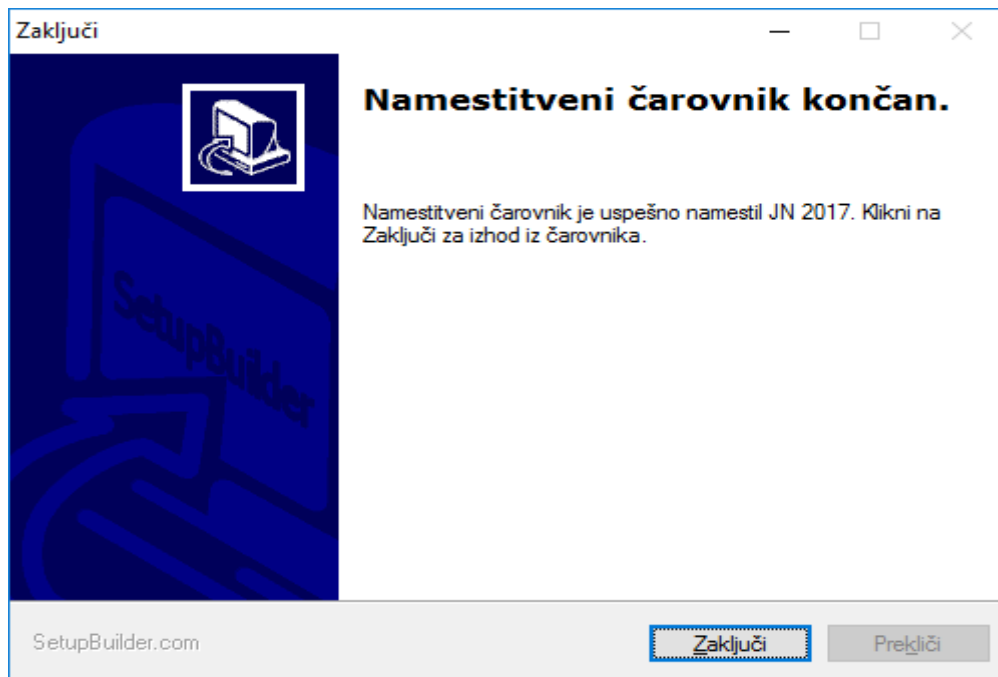 Zaključi
Namestitveni čarovnik končan.
Namestitveni čarovnik je uspešno namestil JN 2017. Klikni na
Zaključi za izhod iz čarovnika.
SetupBuilder
SetupBuilder.com
Zaključi
Prekliči